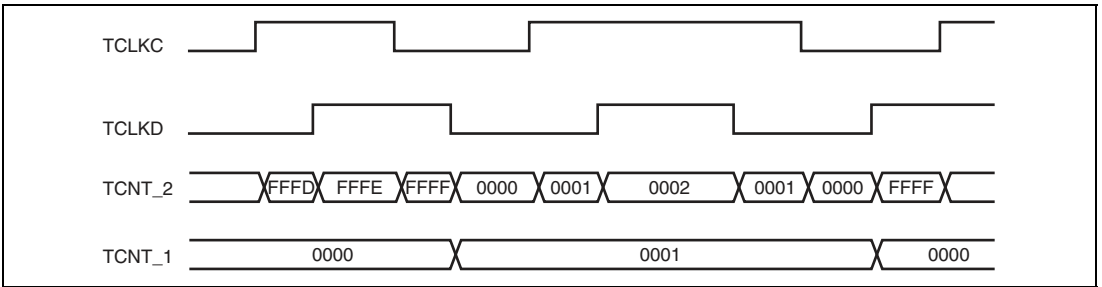 TCLKC
TCLKD
TCNT_2 FFFD FFFE FFFF 0000 0001 0002 0001 0000 FFFF
TCNT_1 0000 0001 0000